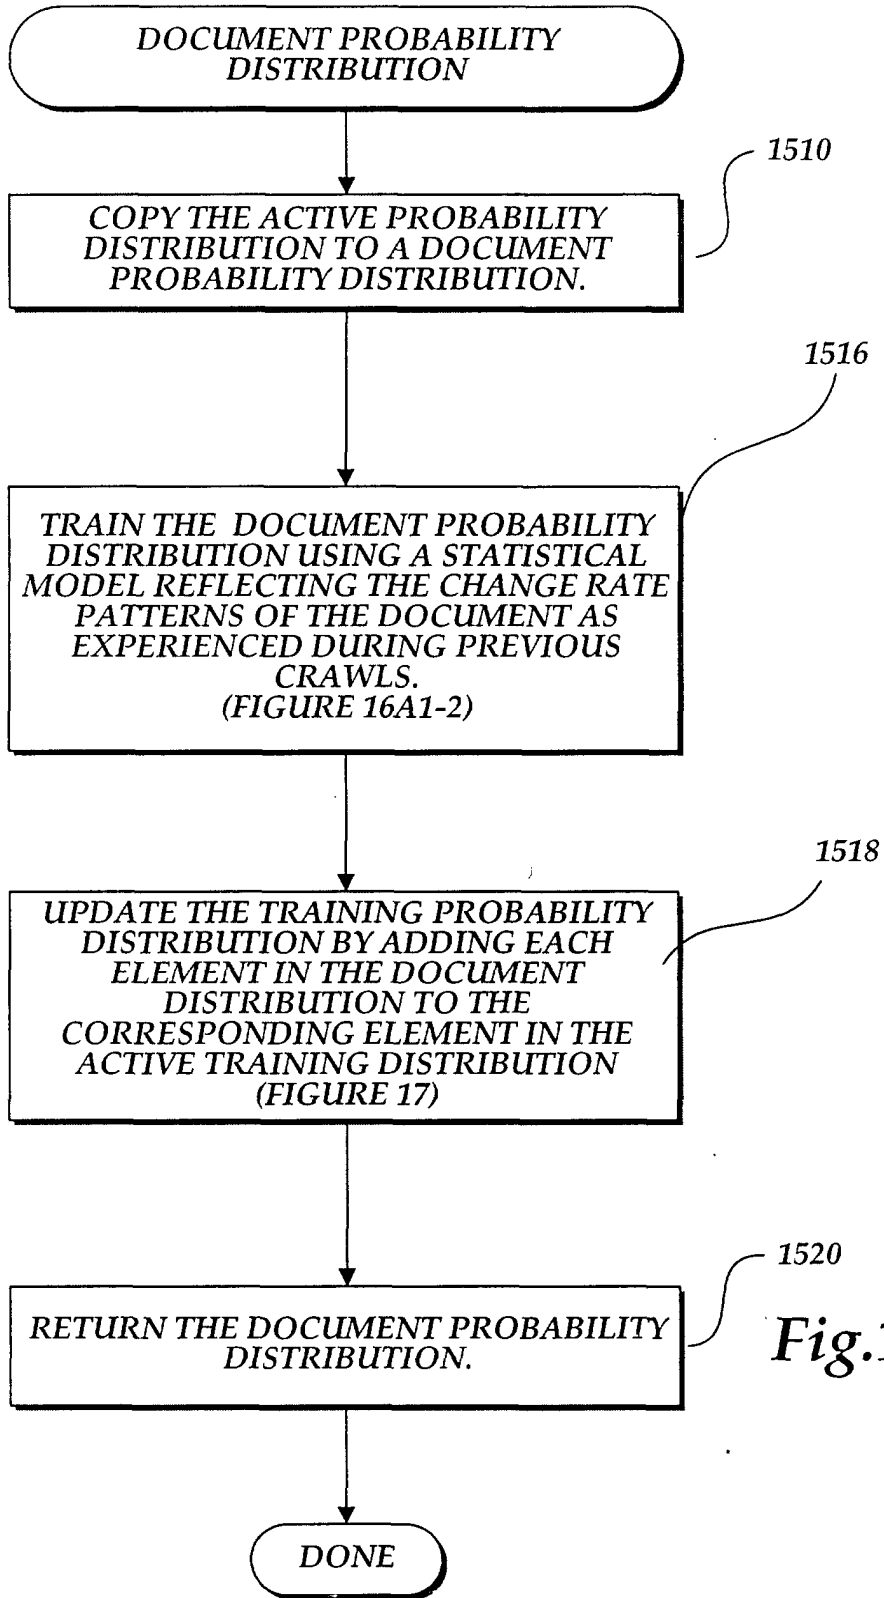 DOCUMENT PROBABILITY
DISTRIBUTION
1510
COPY THE ACTIVE PROBABILITY
DISTRIBUTION TO A DOCUMENT
PROBABILITY DISTRIBUTION.
1516
TRAIN THE DOCUMENT PROBABILITY
DISTRIBUTION USING A STATISTICAL
MODEL REFLECTING THE CHANGE RATE
PATTERNS OF THE DOCUMENT AS
EXPERIENCED DURING PREVIOUS
CRAWLS.
(FIGURE 16A1-2)
1518
UPDATE THE TRAINING PROBABILITY
DISTRIBUTION BY ADDING EACH
ELEMENT IN THE DOCUMENT
DISTRIBUTION TO THE
CORRESPONDING ELEMENT IN THE
ACTIVE TRAINING DISTRIBUTION
(FIGURE 17)
1520
RETURN THE DOCUMENT PROBABILITY
DISTRIBUTION.
Fig.
DONE